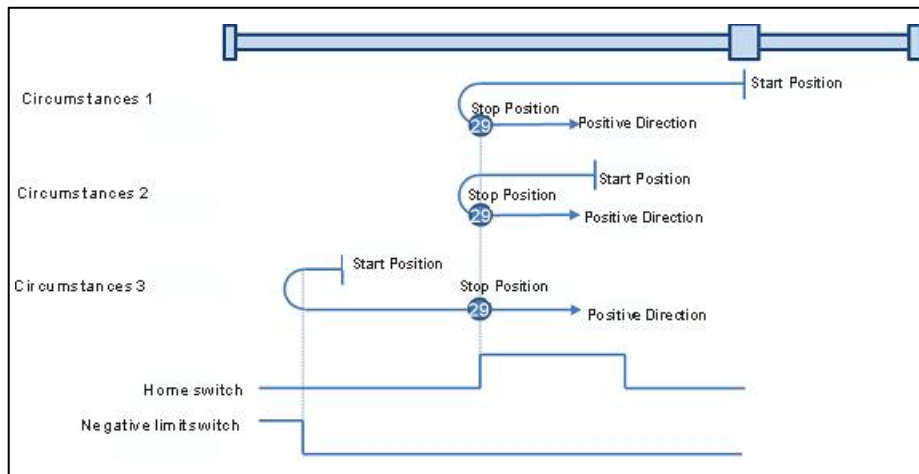 Start Position
Circumstances 1
Stop Position
29
Positive Direction
Start Position
Circumstances 2
Stop Position
29
Positive Direction
Start Position
Circumstances 3
Stop Position
29
Positive Direction
Home switch
Negative limitswitch